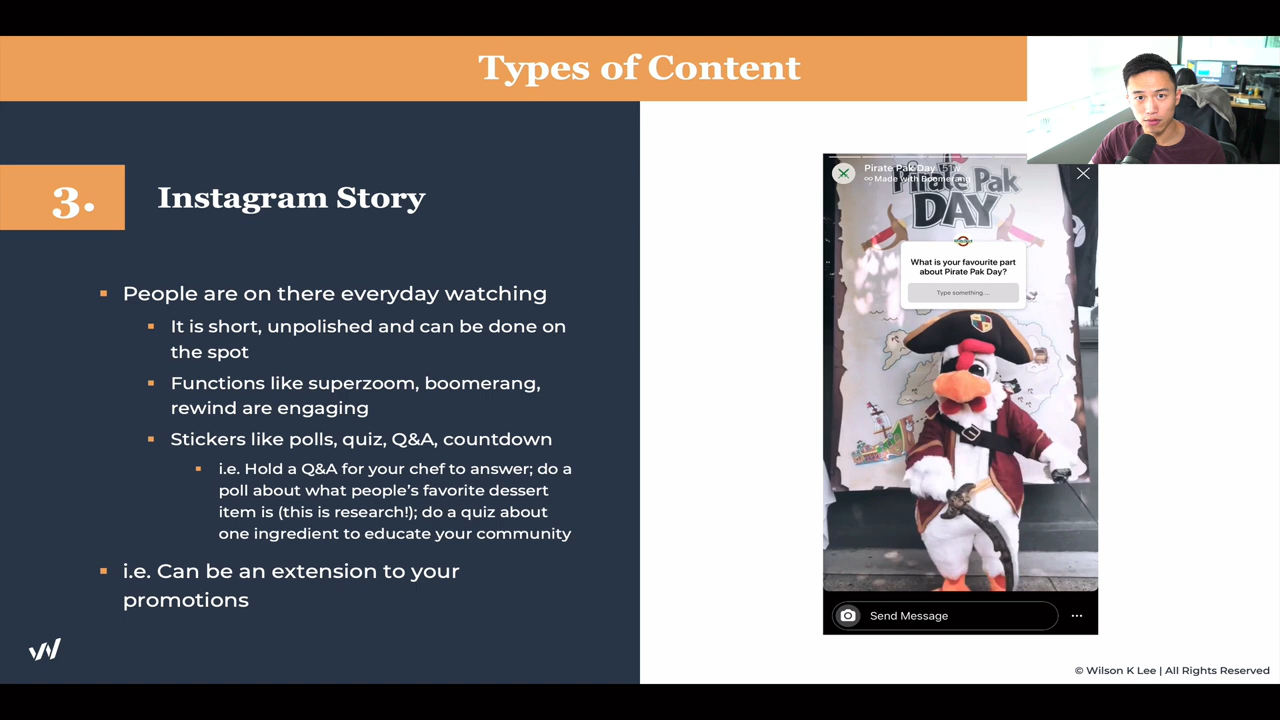 Types of Content
3.
Instagram Story
People are on there everyday watching
It is short, unpolished and can be done on
the spot
Functions like superzoom, boomerang,
rewind are engaging
Stickers like polls, quiz, Q&A, countdown
i.e. Hold a Q&A for your chef to answer; do a
poll about what people's favorite dessert
item is (this is research!); do a quiz about
one ingredient to educate your community
i.e. Can be an extension to your
promotions
Pirate Pak Day 51w
Made with Boomerang
Pirate Pak
DAY
What is your favourite part
about Pirate Pak Day?
Type something...
Send Message
© Wilson K Lee | All Rights Reserved